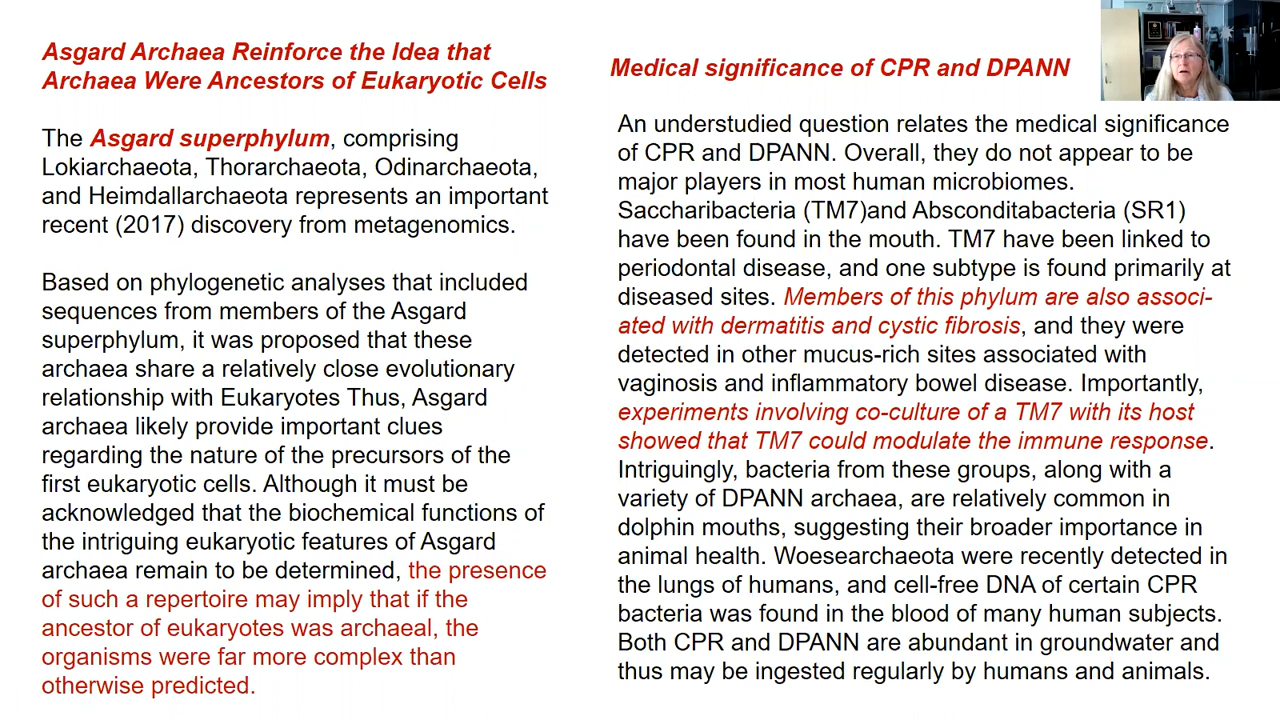 Asgard Archaea Reinforce the Idea that
Archaea Were Ancestors of Eukaryotic Cells
The Asgard superphylum, comprising
Lokiarchaeota, Thorarchaeota, Odinarchaeota,
and Heimdallarchaeota represents an important
recent (2017) discovery from metagenomics.
Based on phylogenetic analyses that included
sequences from members of the Asgard
superphylum, it was proposed that these
archaea share a relatively close evolutionary
relationship with Eukaryotes Thus, Asgard
archaea likely provide important clues
regarding the nature of the precursors of the
first eukaryotic cells. Although it must be
acknowledged that the biochemical functions of
the intriguing eukaryotic features of Asgard
archaea remain to be determined, the presence
of such a repertoire may imply that if the
ancestor of eukaryotes was archaeal, the
organisms were far more complex than
otherwise predicted.
Medical significance of CPR and DPANN
An understudied question relates the medical significance
of CPR and DPANN. Overall, they do not appear to be
major players in most human microbiomes.
Saccharibacteria (TM7)and Absconditabacteria (SR1)
have been found in the mouth. TM7 have been linked to
periodontal disease, and one subtype is found primarily at
diseased sites. Members of this phylum are also associ-
ated with dermatitis and cystic fibrosis, and they were
detected in other mucus-rich sites associated with
vaginosis and inflammatory bowel disease. Importantly,
experiments involving co-culture of a TM7 with its host
showed that TM7 could modulate the immune response.
Intriguingly, bacteria from these groups, along with a
variety of DPANN archaea, are relatively common in
dolphin mouths, suggesting their broader importance in
animal health. Woesearchaeota were recently detected in
the lungs of humans, and cell-free DNA of certain CPR
bacteria was found in the blood of many human subjects.
Both CPR and DPANN are abundant in groundwater and
thus may be ingested regularly by humans and animals.